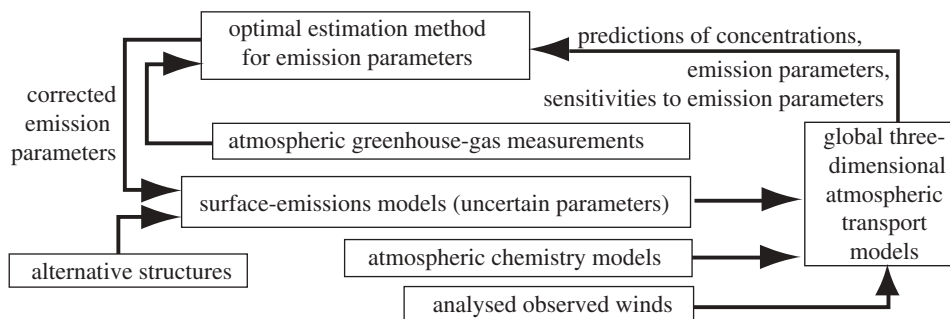 optimal estimation method
for emission parameters
predictions of concentrations,
emission parameters,
sensitivities to emission parameters
corrected
emission
parameters
atmospheric greenhouse-gas measurements
global three-
dimensional
atmospheric
transport
models
surface-emissions models (uncertain parameters)
alternative structures
atmospheric chemistry models
analysed observed winds